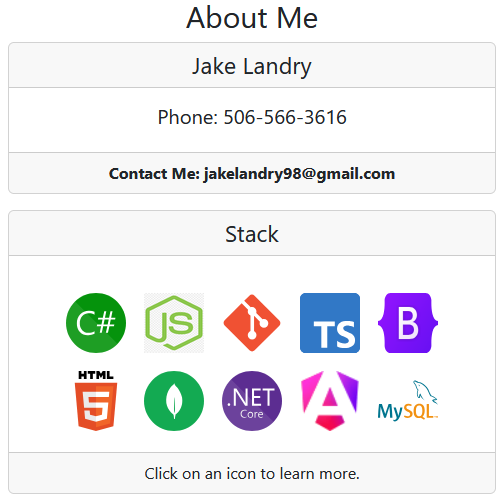 About Me
Jake Landry
Phone: 506-566-3616
Contact Me: jakelandry98@gmail.com
Stack
C# JS TS B
HTML
5 .NET
Core A MySQL™
Click on an icon to learn more.